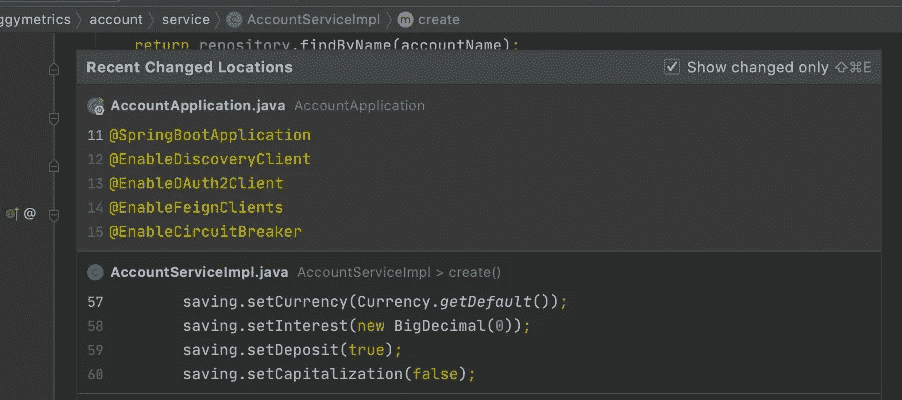 ggymetrics account service AccountServiceImpl m create
return repository.findByName(accountName);
Recent Changed Locations Show changed only ⇧⌘E
AccountApplication.java AccountApplication
11 @SpringBootApplication
12 @EnableDiscoveryClient
13 @EnableOAuth2Client
14 @EnableFeignClients
15 @EnableCircuitBreaker
@
C AccountServiceImpl.java AccountServiceImpl > create()
57 saving.setCurrency(Currency.getDefault());
58 saving.setInterest(new BigDecimal(0));
59 saving.setDeposit(true);
60 saving.setCapitalization(false);